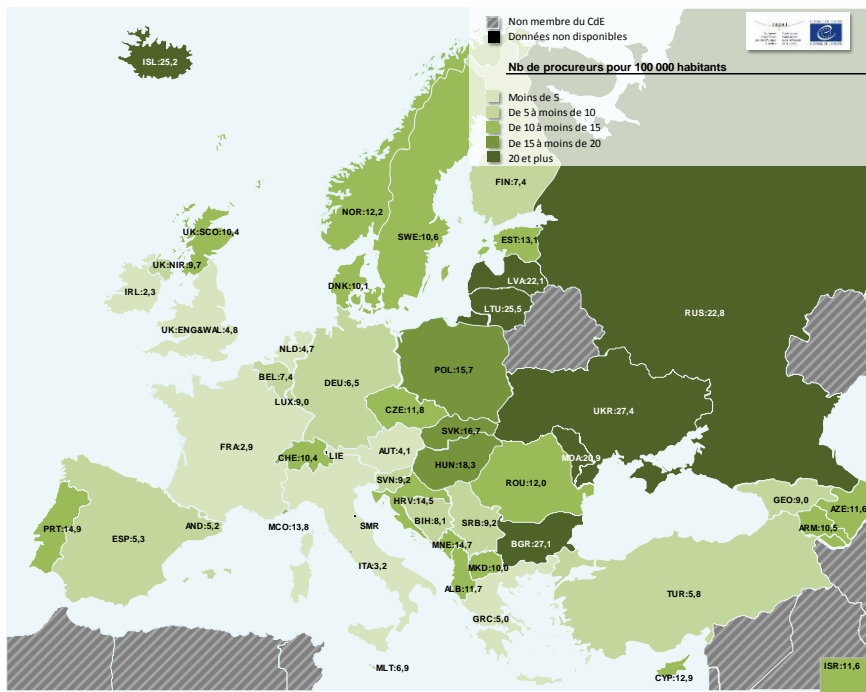 Non membre du CdE
Données non disponibles
Nb de procureurs pour 100 000 habitants
Moins de 5
De 5 à moins de 10
De 10 à moins de 15
De 15 à moins de 20
20 et plus
CONSEIL DE L'EUROPE
ISL:25,2
FIN:7,4
NOR:12,2
UK:SCO:10,4
SWE:10,6
EST:13,1
UK:NIR:9,7
LVA:22,1
DNK:10,1
IRL:2,3
LTU:25,5
RUS:22,8
UK:ENG&WAL:4,8
NLD:4,7
POL:15,7
BEL:7,4
DEU:6,5
LUX:9,0
CZE:11,8
UKR:27,4
SVK:16,7
FRA:2,9
CHE:10,4
LIE
AUT:4,1
MDA:20,9
HUN:18,3
SVN:9,2
ROU:12,0
HRV:14,5
GEO:9,0
AZE:11,6
BIH:8,1
SRB:9,2
PRT:14,9
AND:5,2
MCO:13,8
SMR
ARM:10,5
ESP:5,3
MNE:14,7
BGR:27,1
ITA:3,2
MKD:10,0
ALB:11,7
TUR:5,8
GRC:5,0
MLT:6,9
CYP:12,9
ISR:11,6